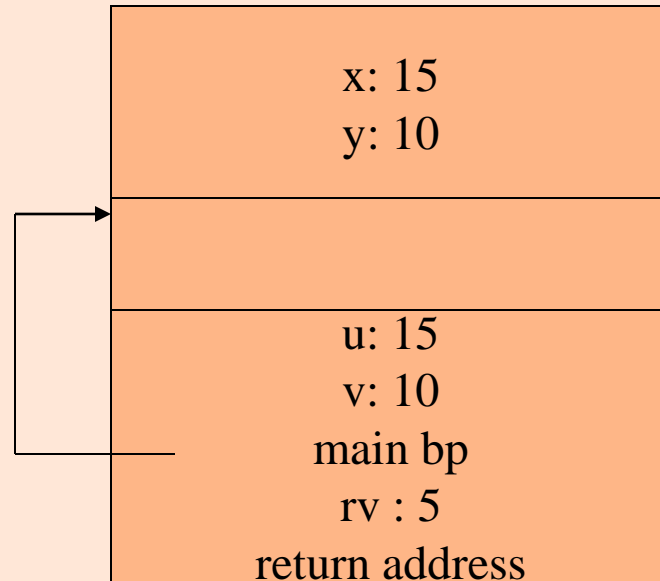 x: 15
y: 10
u: 15
v: 10
main bp
rv : 5
return address